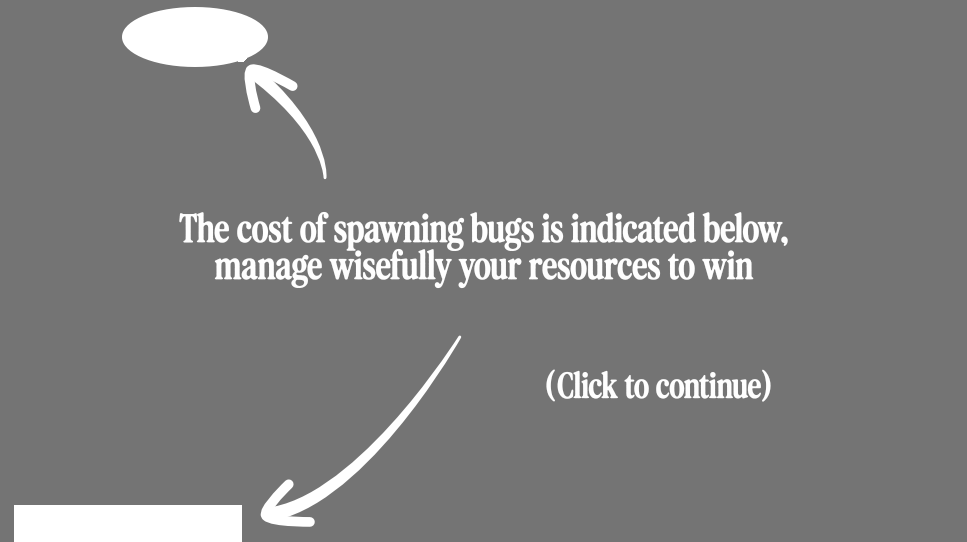 The cost of spawning bugs is indicated below,
manage wisefully your resources to win
(Click to continue)